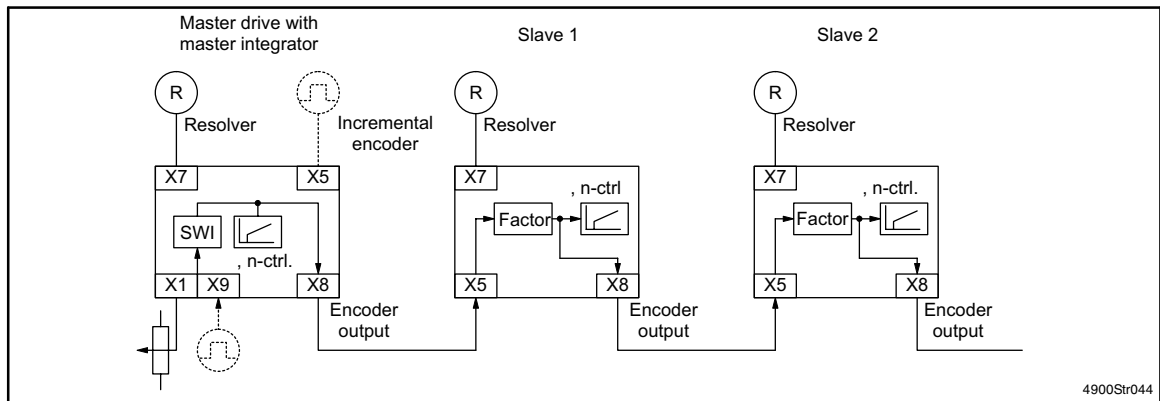 Master drive with
master integrator
Slave 1
Slave 2
R
R
R
Resolver
Incremental
encoder
Resolver
Resolver
X7
X5
X7
X7
, n-ctrl
, n-ctrl.
SWI
Factor
Factor
, n-ctrl.
X1
X9
X8
X5
X8
X5
X8
Encoder
output
Encoder
output
Encoder
output
4900Str044